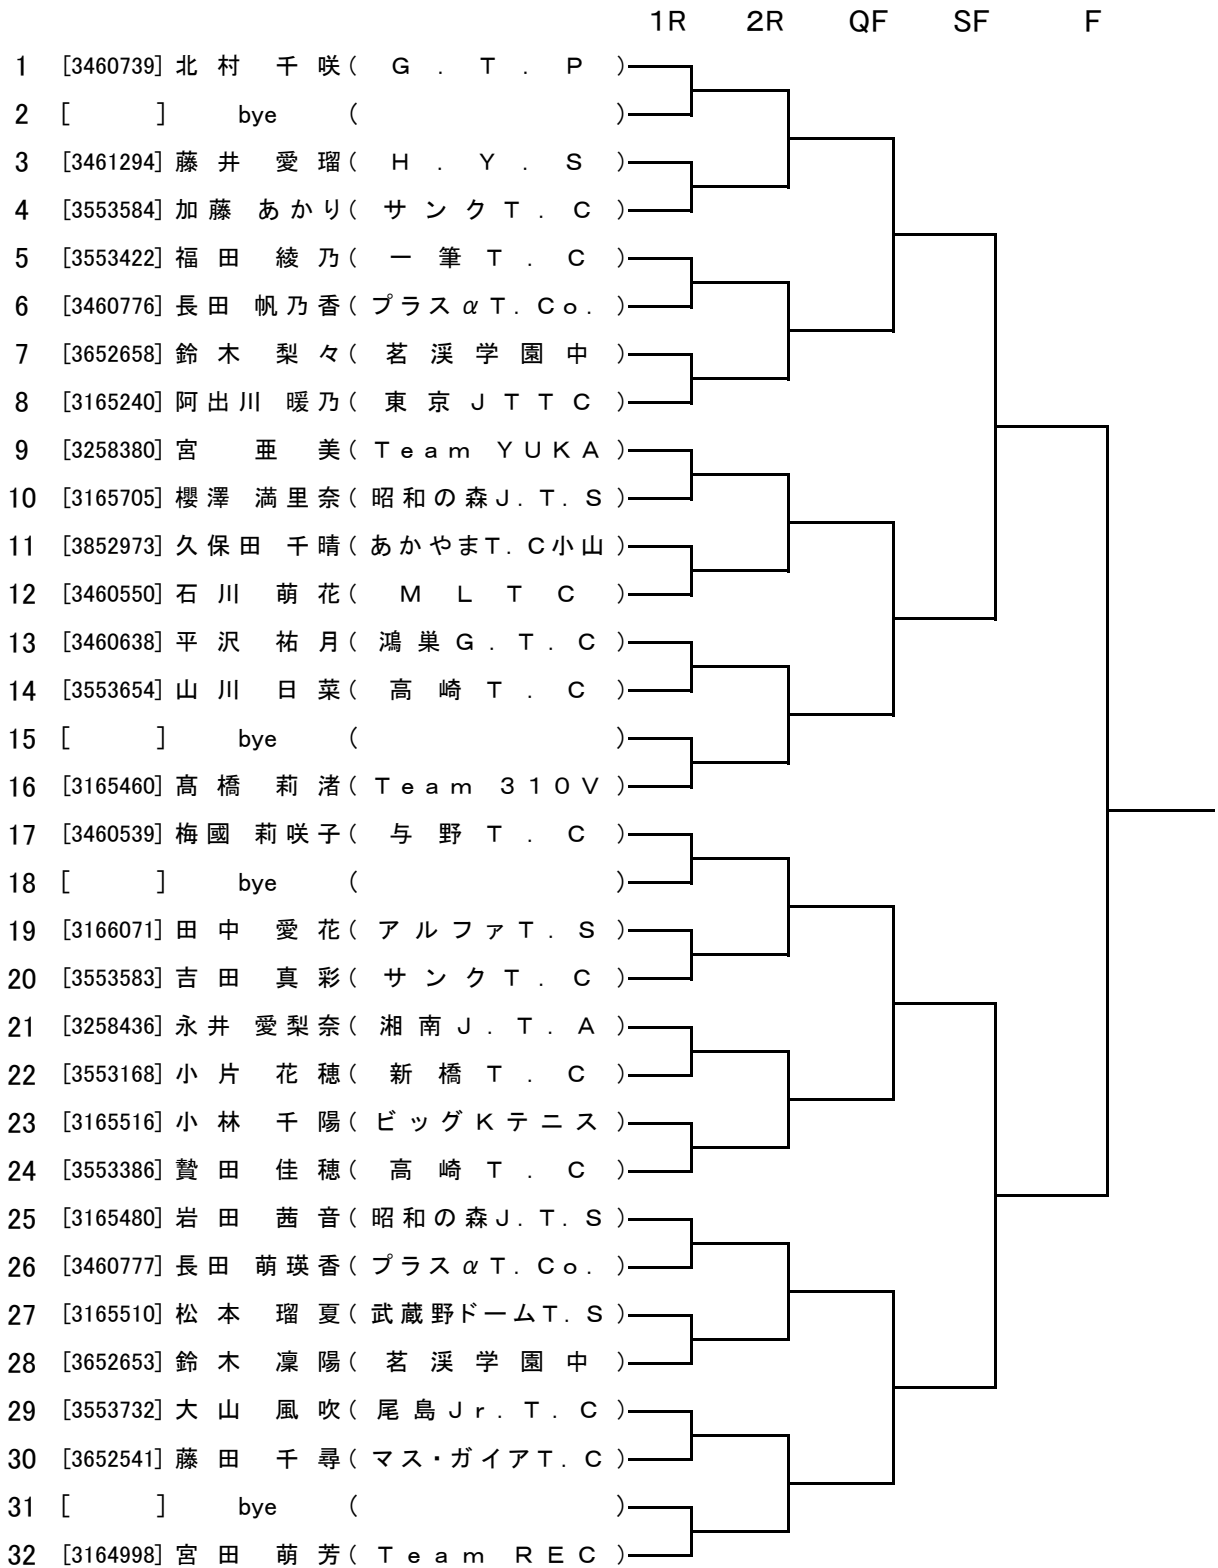 1R 2R QF SF F
1 [3460739] 北村 千咲 ( G . T . P )
2 [ ] bye ( )
3 [3461294] 藤井 愛瑠 ( H . Y . S )
4 [3553584] 加藤 あかり ( サンクT . C )
5 [3553422] 福田 綾乃 ( 一筆T . C )
6 [3460776] 長田 帆乃香 ( プラスαT. Co. )
7 [3652658] 鈴木 梨々 ( 茗渓学園中 )
8 [3165240] 阿出川 暖乃 ( 東京JTTC )
9 [3258380] 宮 亜美 ( Team YUKA )
10 [3165705] 櫻澤 満里奈 ( 昭和の森J. T. S )
11 [3852973] 久保田 千晴 ( あかやまT. C小山 )
12 [3460550] 石川 萌花 ( MLTC )
13 [3460638] 平沢 祐月 ( 鴻巣G . T . C )
14 [3553654] 山川 日菜 ( 高崎T . C )
15 [ ] bye ( )
16 [3165460] 髙橋 莉渚 ( Team 310V )
17 [3460539] 梅國 莉咲子 ( 与野T . C )
18 [ ] bye ( )
19 [3166071] 田中 愛花 ( アルファT. S )
20 [3553583] 吉田 真彩 ( サンクT . C )
21 [3258436] 永井 愛梨奈 ( 湘南J . T . A )
22 [3553168] 小片 花穂 ( 新橋T . C )
23 [3165516] 小林 千陽 ( ビッグKテニス )
24 [3553386] 贄田 佳穂 ( 高崎T . C )
25 [3165480] 岩田 茜音 ( 昭和の森J. T. S )
26 [3460777] 長田 萌瑛香 ( プラスαT. Co. )
27 [3165510] 松本 瑠夏 ( 武蔵野ドームT. S )
28 [3652653] 鈴木 凜陽 ( 茗渓学園中 )
29 [3553732] 大山 風吹 ( 尾島Jr. T. C )
30 [3652541] 藤田 千尋 ( マス・ガイアT. C )
31 [ ] bye ( )
32 [3164998] 宮田 萌芳 ( Team REC )